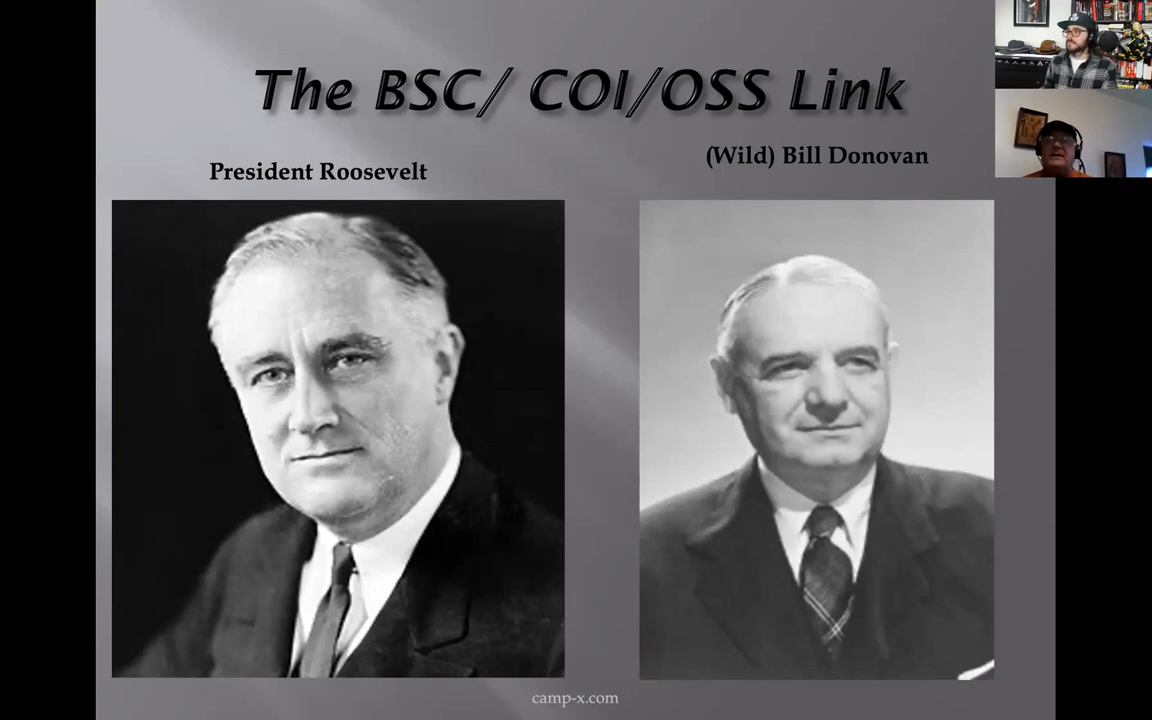 The BSC/ COI/OSS Link
President Roosevelt
(Wild) Bill Donovan
camp-x.com